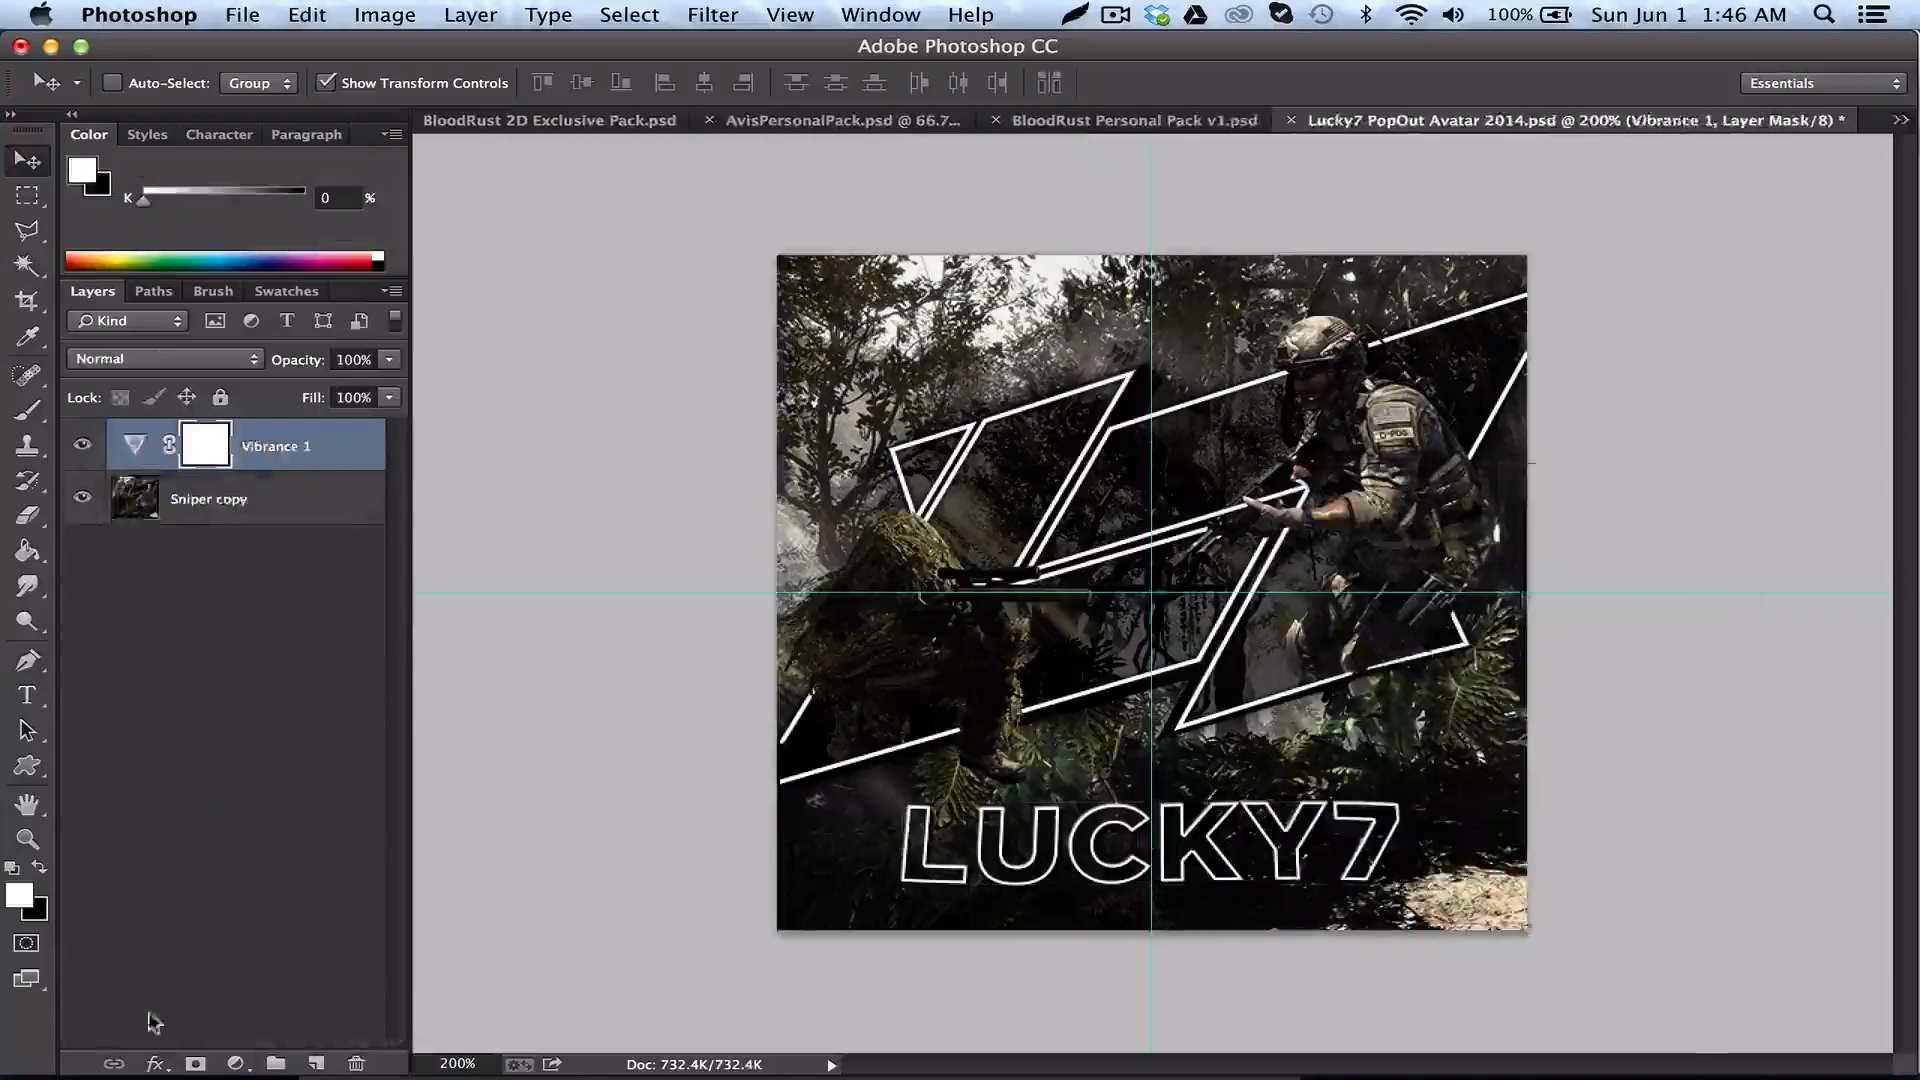 Photoshop File Edit Image Layer Type Select Filter View Window Help 100% Sun Jun 1 1:46 AM
Adobe Photoshop CC
Auto-Select: Group Show Transform Controls Essentials
BloodRust 2D Exclusive Pack.psd × AvisPersonalPack.psd @ 66.7... × BloodRust Personal Pack v1.psd × Lucky7 PopOut Avatar 2014.psd @ 200% (Vibrance 1, Layer Mask/8) *
Color Styles Character Paragraph
K 0 %
Layers Paths Brush Swatches
Kind
Normal Opacity: 100%
Lock: Fill: 100%
Vibrance 1
Sniper copy
LUCKY7
200% Doc: 732.4K/732.4K